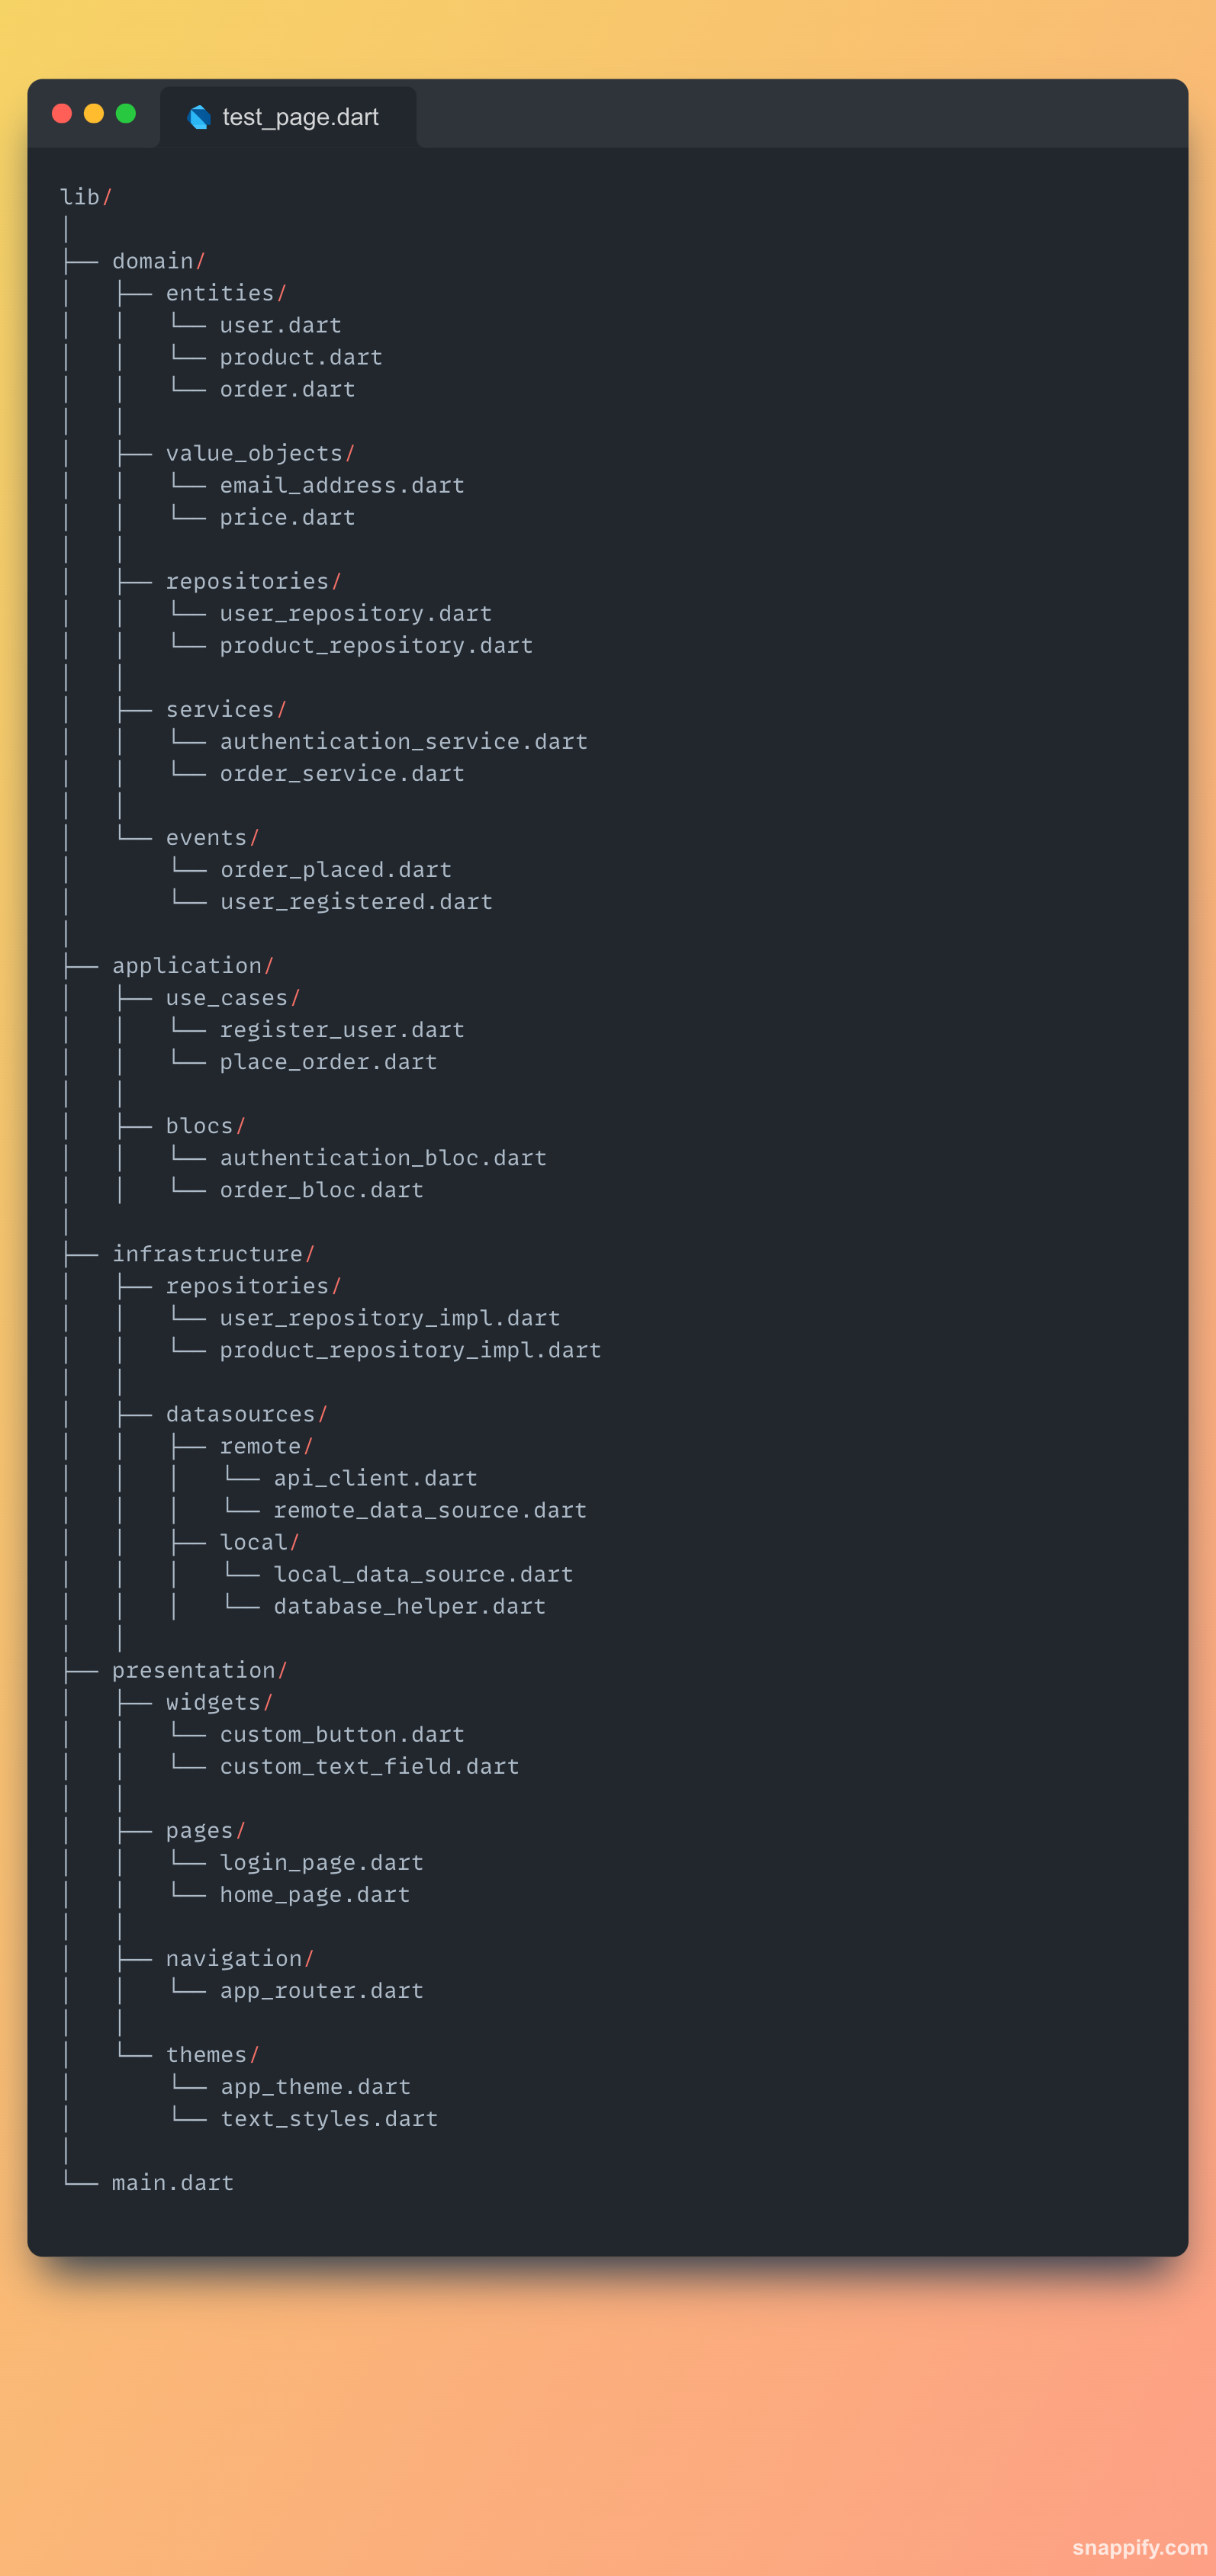 test_page.dart
lib/
│
├── domain/
│   ├── entities/
│   │   └── user.dart
│   │   └── product.dart
│   │   └── order.dart
│   │
│   ├── value_objects/
│   │   └── email_address.dart
│   │   └── price.dart
│   │
│   ├── repositories/
│   │   └── user_repository.dart
│   │   └── product_repository.dart
│   │
│   ├── services/
│   │   └── authentication_service.dart
│   │   └── order_service.dart
│   │
│   └── events/
│       └── order_placed.dart
│       └── user_registered.dart
│
├── application/
│   ├── use_cases/
│   │   └── register_user.dart
│   │   └── place_order.dart
│   │
│   ├── blocs/
│   │   └── authentication_bloc.dart
│   │   └── order_bloc.dart
│
├── infrastructure/
│   ├── repositories/
│   │   └── user_repository_impl.dart
│   │   └── product_repository_impl.dart
│   │
│   ├── datasources/
│   │   ├── remote/
│   │   │   └── api_client.dart
│   │   │   └── remote_data_source.dart
│   │   ├── local/
│   │   │   └── local_data_source.dart
│   │   │   └── database_helper.dart
│   │
├── presentation/
│   ├── widgets/
│   │   └── custom_button.dart
│   │   └── custom_text_field.dart
│   │
│   ├── pages/
│   │   └── login_page.dart
│   │   └── home_page.dart
│   │
│   ├── navigation/
│   │   └── app_router.dart
│   │
│   └── themes/
│       └── app_theme.dart
│       └── text_styles.dart
│
└── main.dart
snappify.com